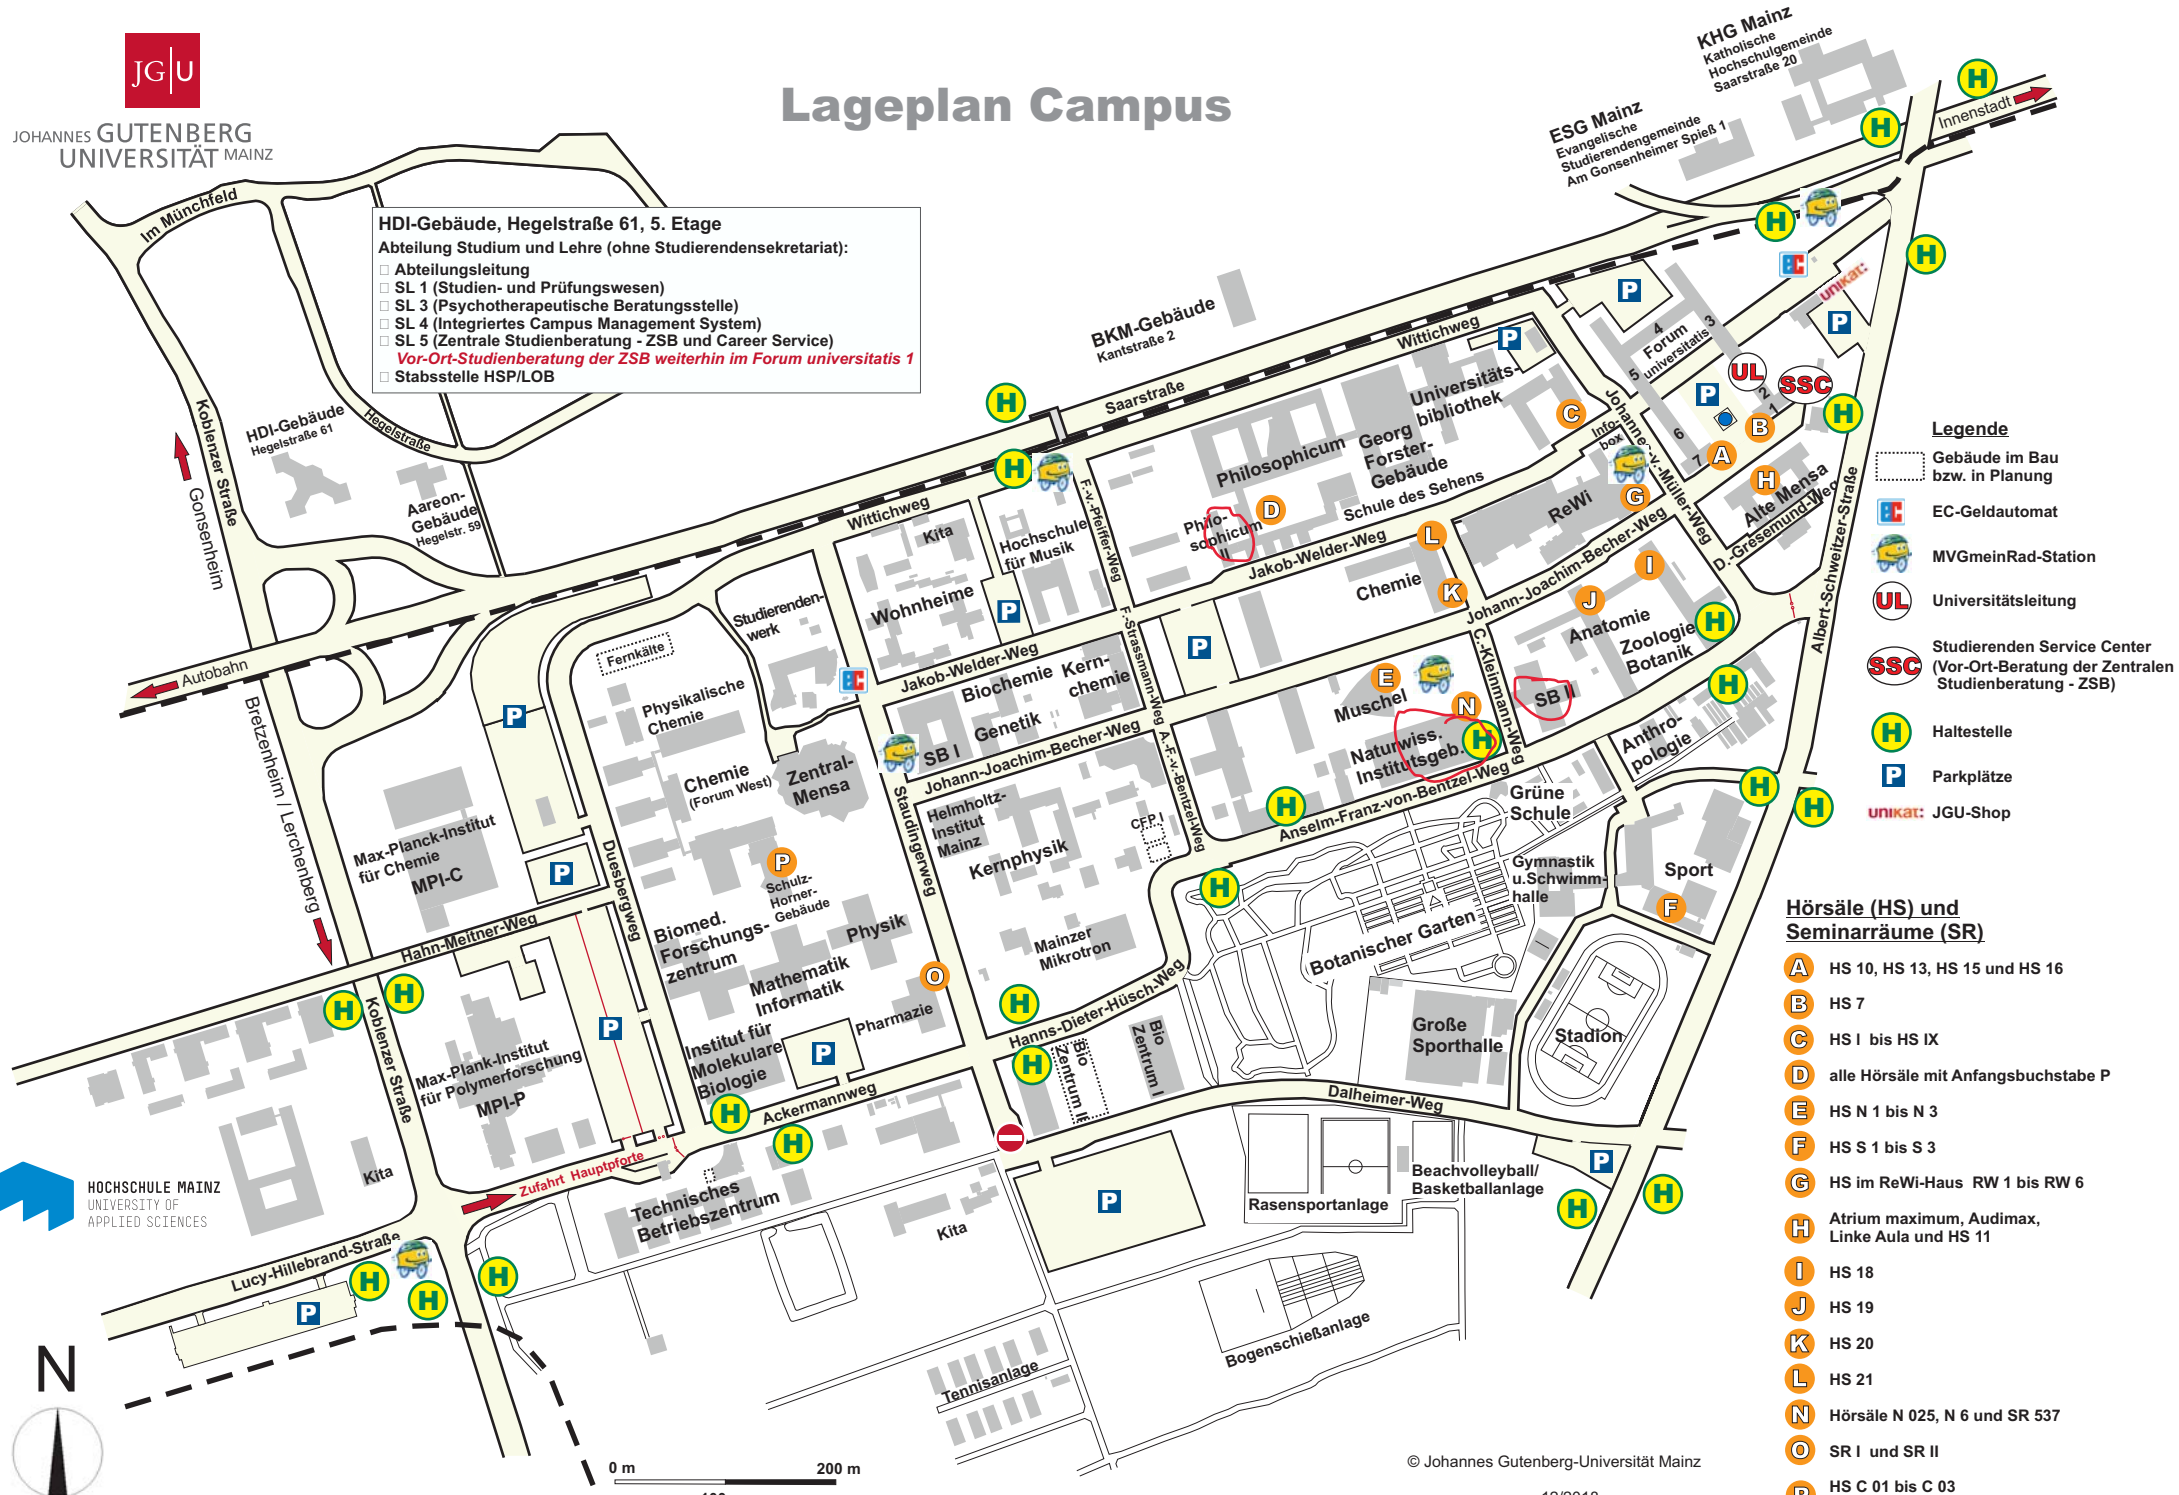 JG|U
JOHANNES GUTENBERG
UNIVERSITÄT MAINZ
Lageplan Campus
HDI-Gebäude, Hegelstraße 61, 5. Etage
Abteilung Studium und Lehre (ohne Studierendensekretariat):
Abteilungsleitung
SL 1 (Studien- und Prüfungswesen)
SL 3 (Psychotherapeutische Beratungsstelle)
SL 4 (Integriertes Campus Management System)
SL 5 (Zentrale Studienberatung - ZSB und Career Service)
Vor-Ort-Studienberatung der ZSB weiterhin im Forum universitatis 1
Stabsstelle HSP/LOB
KHG Mainz
Katholische
Hochschulgemeinde
Saarstraße 20
ESG Mainz
Evangelische
Studierendengemeinde
Am Gonsenheimer Spieß 1
Innenstadt
Im Münchfeld
Koblenzer Straße
Gonsenheim
HDI-Gebäude
Hegelstraße 61
Hegelstraße
Aareon-
Gebäude
Hegelstr. 59
Autobahn
Bretzenheim / Lerchenberg
BKM-Gebäude
Kantstraße 2
Saarstraße
Wittichweg
Wittichweg
Universitäts-
bibliothek
Georg
Forster-
Gebäude
Philosophicum
Philo-
sophicum
II
Schule des Sehens
Jakob-Welder-Weg
Forum
universitatis
1
2
3
4
5
6
7
UL
SSC
EC
unikat:
Info-
box
Johannes-v.-Müller-Weg
ReWi
Alte Mensa
D.-Gresemund-Weg
Albert-Schweitzer-Straße
Johann-Joachim-Becher-Weg
Chemie
Anatomie
Zoologie
Botanik
C.-Kleinmann-Weg
SB II
Muschel
Naturwiss.
Institutsgeb.
Anselm-Franz-von-Bentzel-Weg
Anthro-
pologie
Grüne
Schule
Kita
Hochschule
für Musik
F.-v.-Pfeiffer-Weg
Wohnheime
Studierenden-
werk
Fernkälte
Jakob-Welder-Weg
Biochemie
Kern-
chemie
Genetik
SB I
F.-Strassmann-Weg
A.-F.-v.-Bentzel-Weg
Johann-Joachim-Becher-Weg
Physikalische
Chemie
Chemie
(Forum West)
Zentral-
Mensa
Staudingerweg
Helmholtz-
Institut
Mainz
Kernphysik
CFP I
Max-Planck-Institut
für Chemie
MPI-C
Duesbergweg
Hahn-Meitner-Weg
Schulz-
Horner-
Gebäude
Biomed.
Forschungs-
zentrum
Physik
Mathematik
Informatik
Pharmazie
Mainzer
Mikrotron
Hanns-Dieter-Hüsch-Weg
Botanischer Garten
Gymnastik
u.Schwimm-
halle
Sport
Große
Sporthalle
Stadion
Koblenzer Straße
Max-Plank-Institut
für Polymerforschung
MPI-P
Institut für
Molekulare
Biologie
Ackermannweg
Bio
Zentrum II
Bio
Zentrum I
Dalheimer-Weg
Kita
Zufahrt Hauptpforte
Technisches
Betriebszentrum
Kita
Rasensportanlage
Beachvolleyball/
Basketballanlage
Bogenschießanlage
Tennisanlage
Lucy-Hillebrand-Straße
HOCHSCHULE MAINZ
UNIVERSITY OF
APPLIED SCIENCES
N
0 m 200 m
Legende
Gebäude im Bau
bzw. in Planung
EC EC-Geldautomat
MVGmeinRad-Station
UL Universitätsleitung
SSC Studierenden Service Center
(Vor-Ort-Beratung der Zentralen
Studienberatung - ZSB)
H Haltestelle
P Parkplätze
unikat: JGU-Shop
Hörsäle (HS) und
Seminarräume (SR)
A HS 10, HS 13, HS 15 und HS 16
B HS 7
C HS I bis HS IX
D alle Hörsäle mit Anfangsbuchstabe P
E HS N 1 bis N 3
F HS S 1 bis S 3
G HS im ReWi-Haus RW 1 bis RW 6
H Atrium maximum, Audimax,
Linke Aula und HS 11
I HS 18
J HS 19
K HS 20
L HS 21
N Hörsäle N 025, N 6 und SR 537
O SR I und SR II
P HS C 01 bis C 03
© Johannes Gutenberg-Universität Mainz